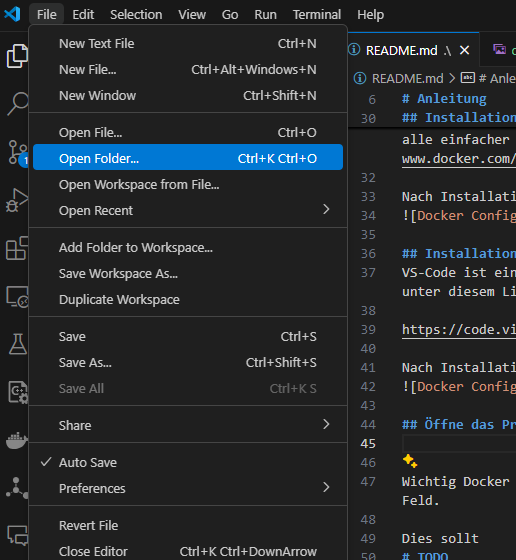 File Edit Selection View Go Run Terminal Help
New Text File Ctrl+N
New File... Ctrl+Alt+Windows+N
New Window Ctrl+Shift+N
Open File... Ctrl+O
Open Folder... Ctrl+K Ctrl+O
Open Workspace from File...
Open Recent
Add Folder to Workspace...
Save Workspace As...
Duplicate Workspace
Save Ctrl+S
Save As... Ctrl+Shift+S
Save All Ctrl+K S
Share
Auto Save
Preferences
Revert File
Close Editor Ctrl+K Ctrl+DownArrow
1
README.md .\
README.md > abc # Anle
6 # Anleitung
30 ## Installation
alle einfacher
www.docker.com/
32
33 Nach Installati
34 ![Docker Config
35
36 ## Installation
37 VS-Code ist ein
unter diesem Li
38
39 https://code.vi
40
41 Nach Installati
42 ![Docker Config
43
44 ## Öffne das Pr
45
46
47 Wichtig Docker
Feld.
48
49 Dies sollt
50 # TODO